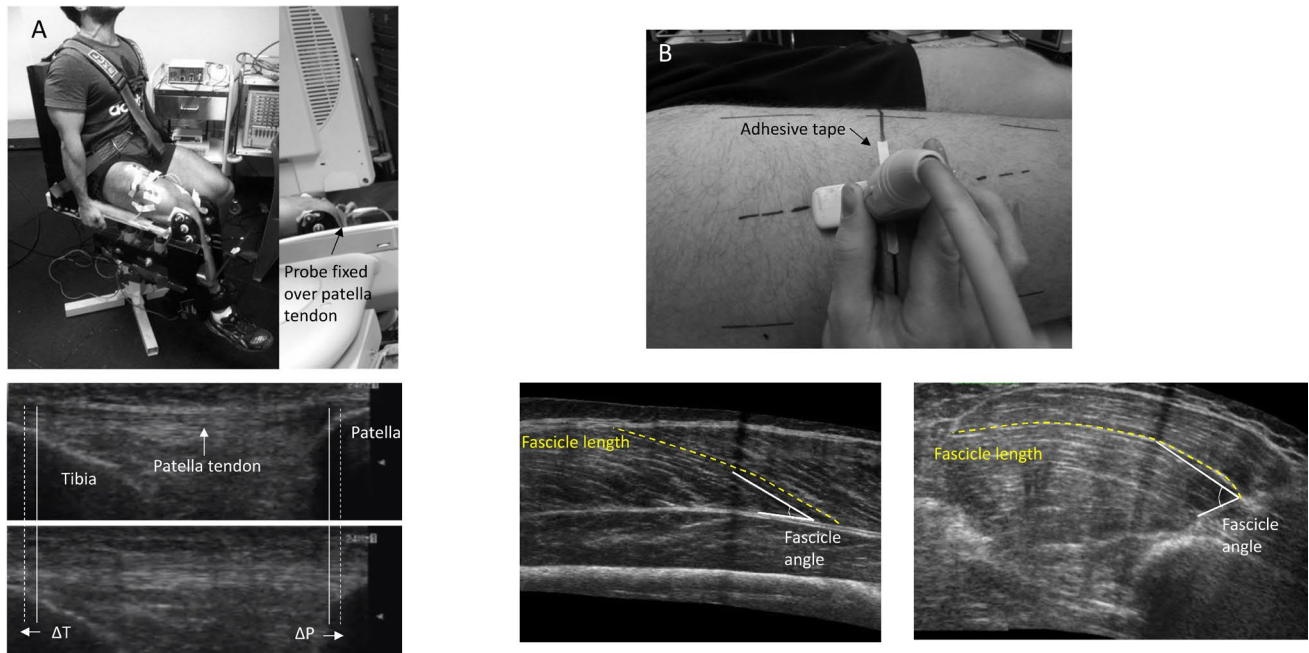 A
Probe fixed
over patella
tendon
Patella
Patella tendon
Tibia
ΔT
ΔP
B
Adhesive tape
Fascicle length
Fascicle
angle
Fascicle length
Fascicle
angle